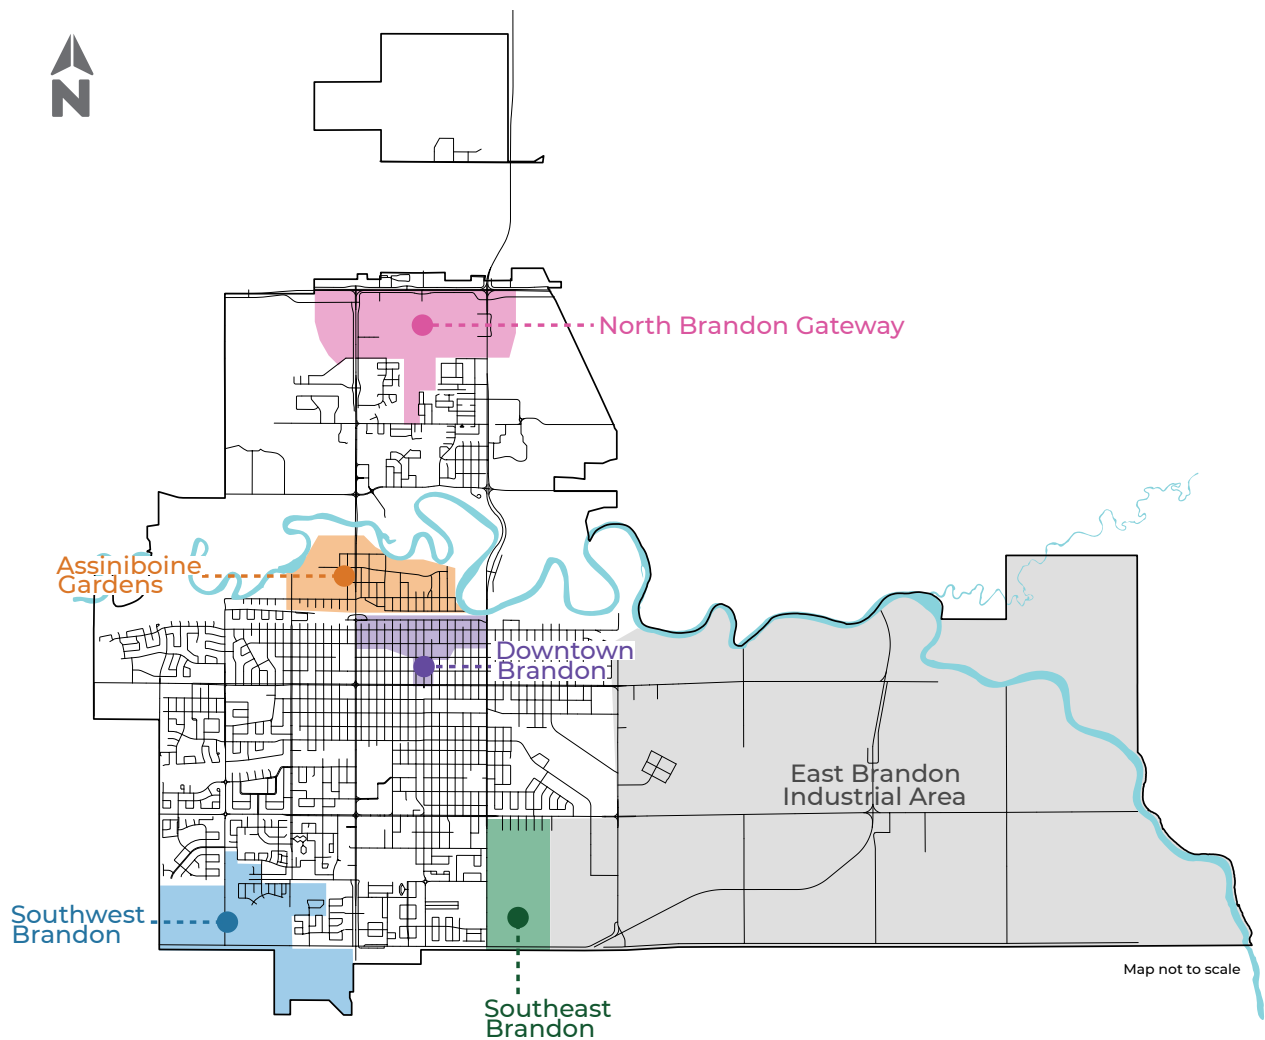 N
North Brandon Gateway
Assiniboine
Gardens
Downtown
Brandon
East Brandon
Industrial Area
Southwest
Brandon
Map not to scale
Southeast
Brandon